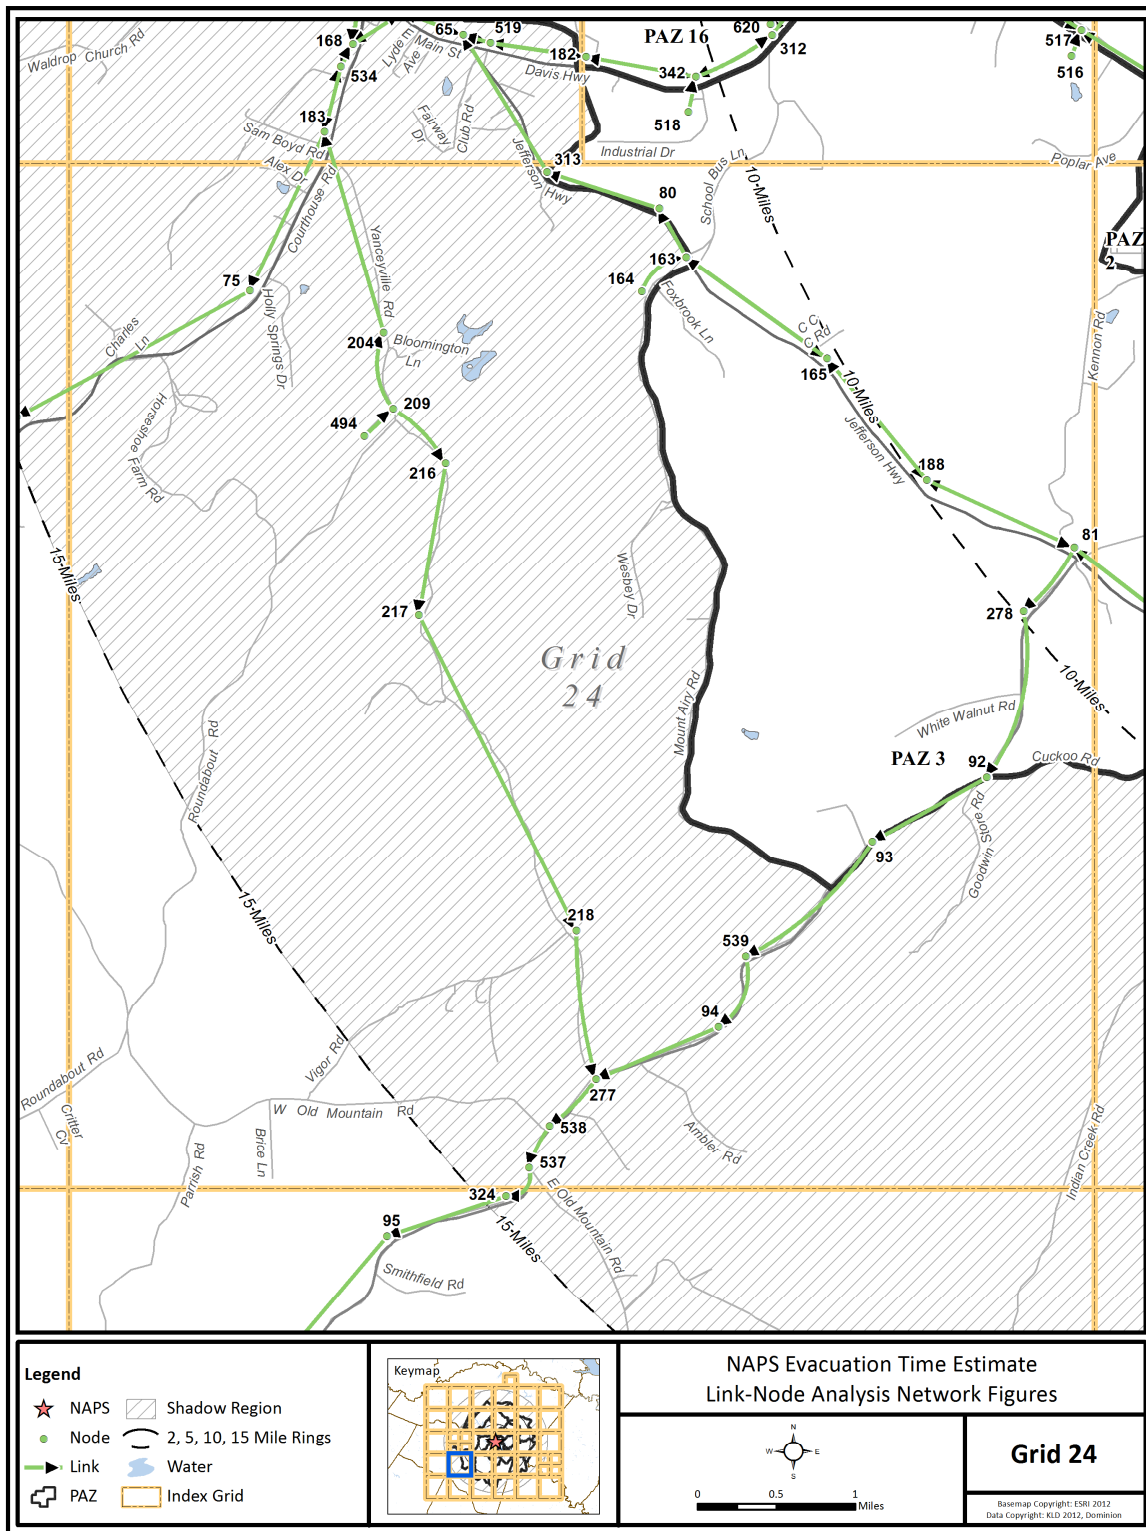 Waldrop Church Rd
168
534
183
Sam Boyd Rd
Alex Dr
Courthouse Rd
Lyde E
Ave
Main St
65
519
182
Davis Hwy
PAZ 16
620
312
342
518
517
516
Fairway
Dr
Club Rd
Jefferson
Hwy
313
Industrial Dr
School Bus Ln
10-Miles
Poplar Ave
80
PAZ
2
163
164
Foxbrook Ln
75
Holly Springs Dr
Yanceyville Rd
204
Bloomington
Ln
Charles
Ln
C C
C Rd
165
10-Miles
Jefferson Hwy
Kennon Rd
Horseshoe
Farm Rd
209
494
216
188
81
15-Miles
Wesbey Dr
217
278
Grid
24
10-Miles
Mount Airy Rd
White Walnut Rd
Roundabout Rd
PAZ 3
92
Cuckoo Rd
93
Goodwin Store Rd
15-Miles
218
539
94
Vigor Rd
Roundabout Rd
277
W Old Mountain Rd
Critter
Cv
538
Brice Ln
Parrish Rd
537
Ambler Rd
Indian Creek Rd
324
E Old Mountain Rd
95
15-Miles
Smithfield Rd
Legend
NAPS
Shadow Region
Node
2, 5, 10, 15 Mile Rings
Link
Water
PAZ
Index Grid
Keymap
NAPS Evacuation Time Estimate
Link-Node Analysis Network Figures
N
W
E
S
0
0.5
1
Miles
Grid 24
Basemap Copyright: ESRI 2012
Data Copyright: KLD 2012, Dominion